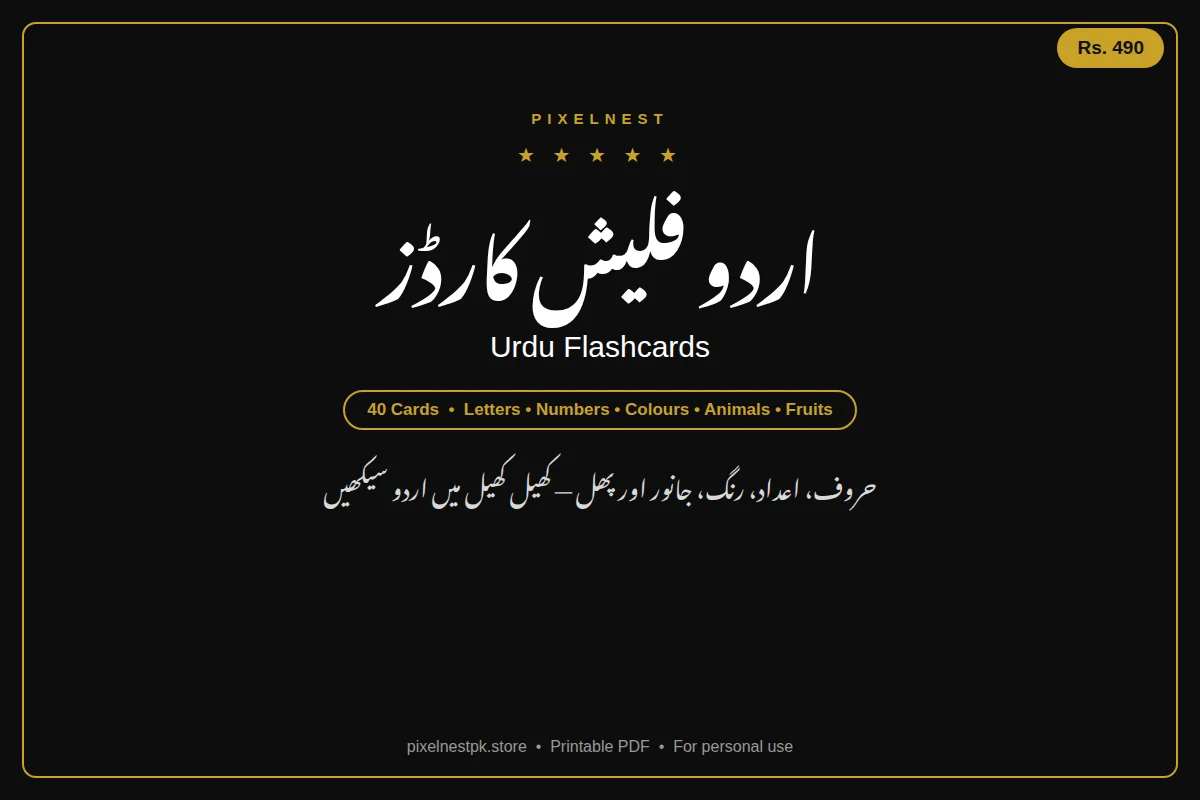 Rs. 490
PIXELNEST
★ ★ ★ ★ ★
اردو فلیش کارڈز
Urdu Flashcards
40 Cards • Letters • Numbers • Colours • Animals • Fruits
حروف، اعداد، رنگ، جانور اور پھل — کھیل کھیل میں اردو سیکھیں
pixelnestpk.store • Printable PDF • For personal use